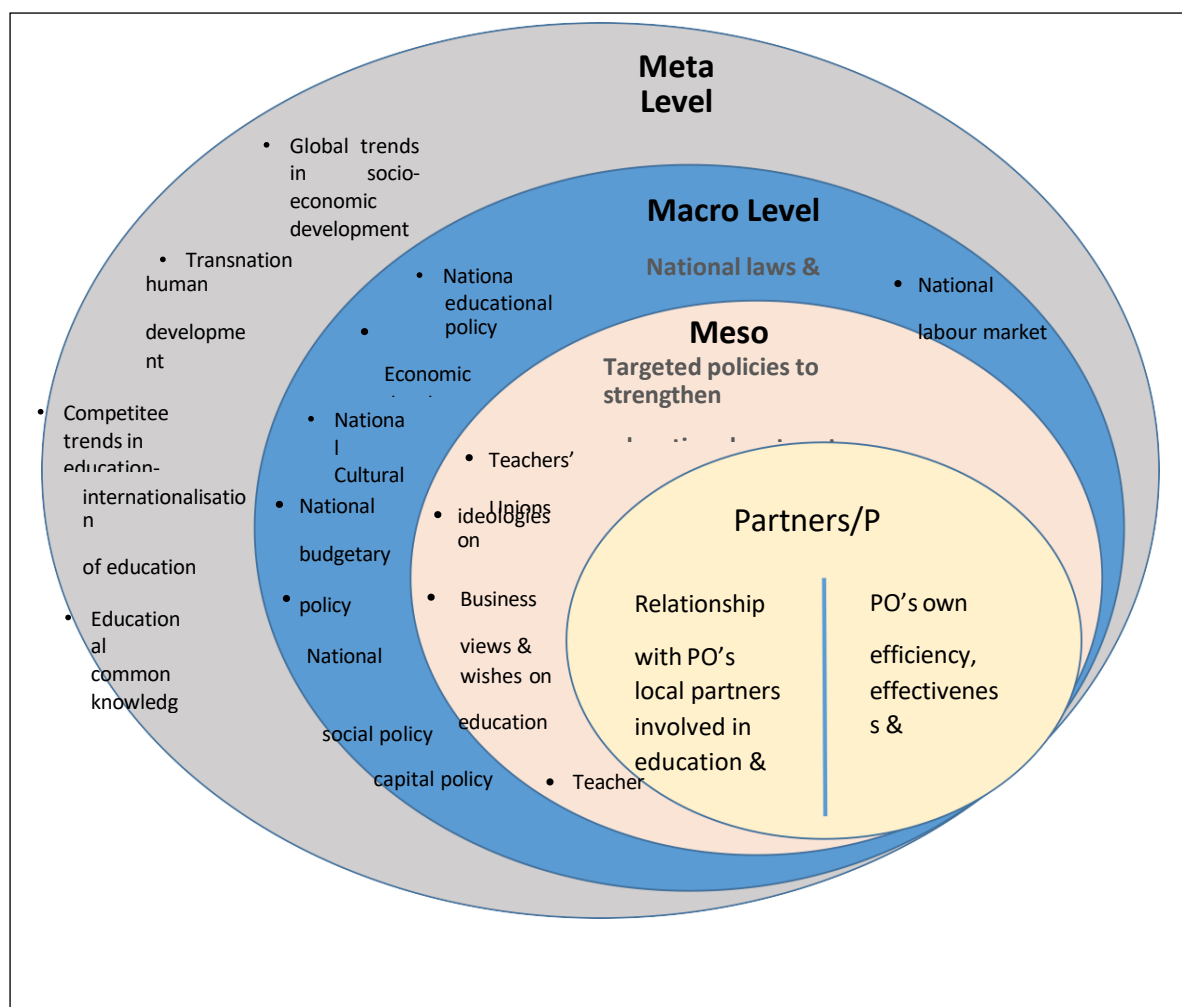 Meta
Level
• Global trends
in socio-
economic
development
• Transnation
human
developme
nt
• Competitee
trends in
education-
internationalisatio
n
of education
• Education
al
common
knowledg
Macro Level
National laws &
• Nationa
educational
policy
•
Economic
• Nationa
l
Cultural
• National
budgetary
• policy
National
social policy
capital policy
• National
labour market
Meso
Targeted policies to
strengthen
• Teachers’
Unions
• ideologies
on
• Business
views &
wishes on
education
• Teacher
Partners/P
Relationship
with PO’s
local partners
involved in
education &
PO’s own
efficiency,
effectivenes
s &